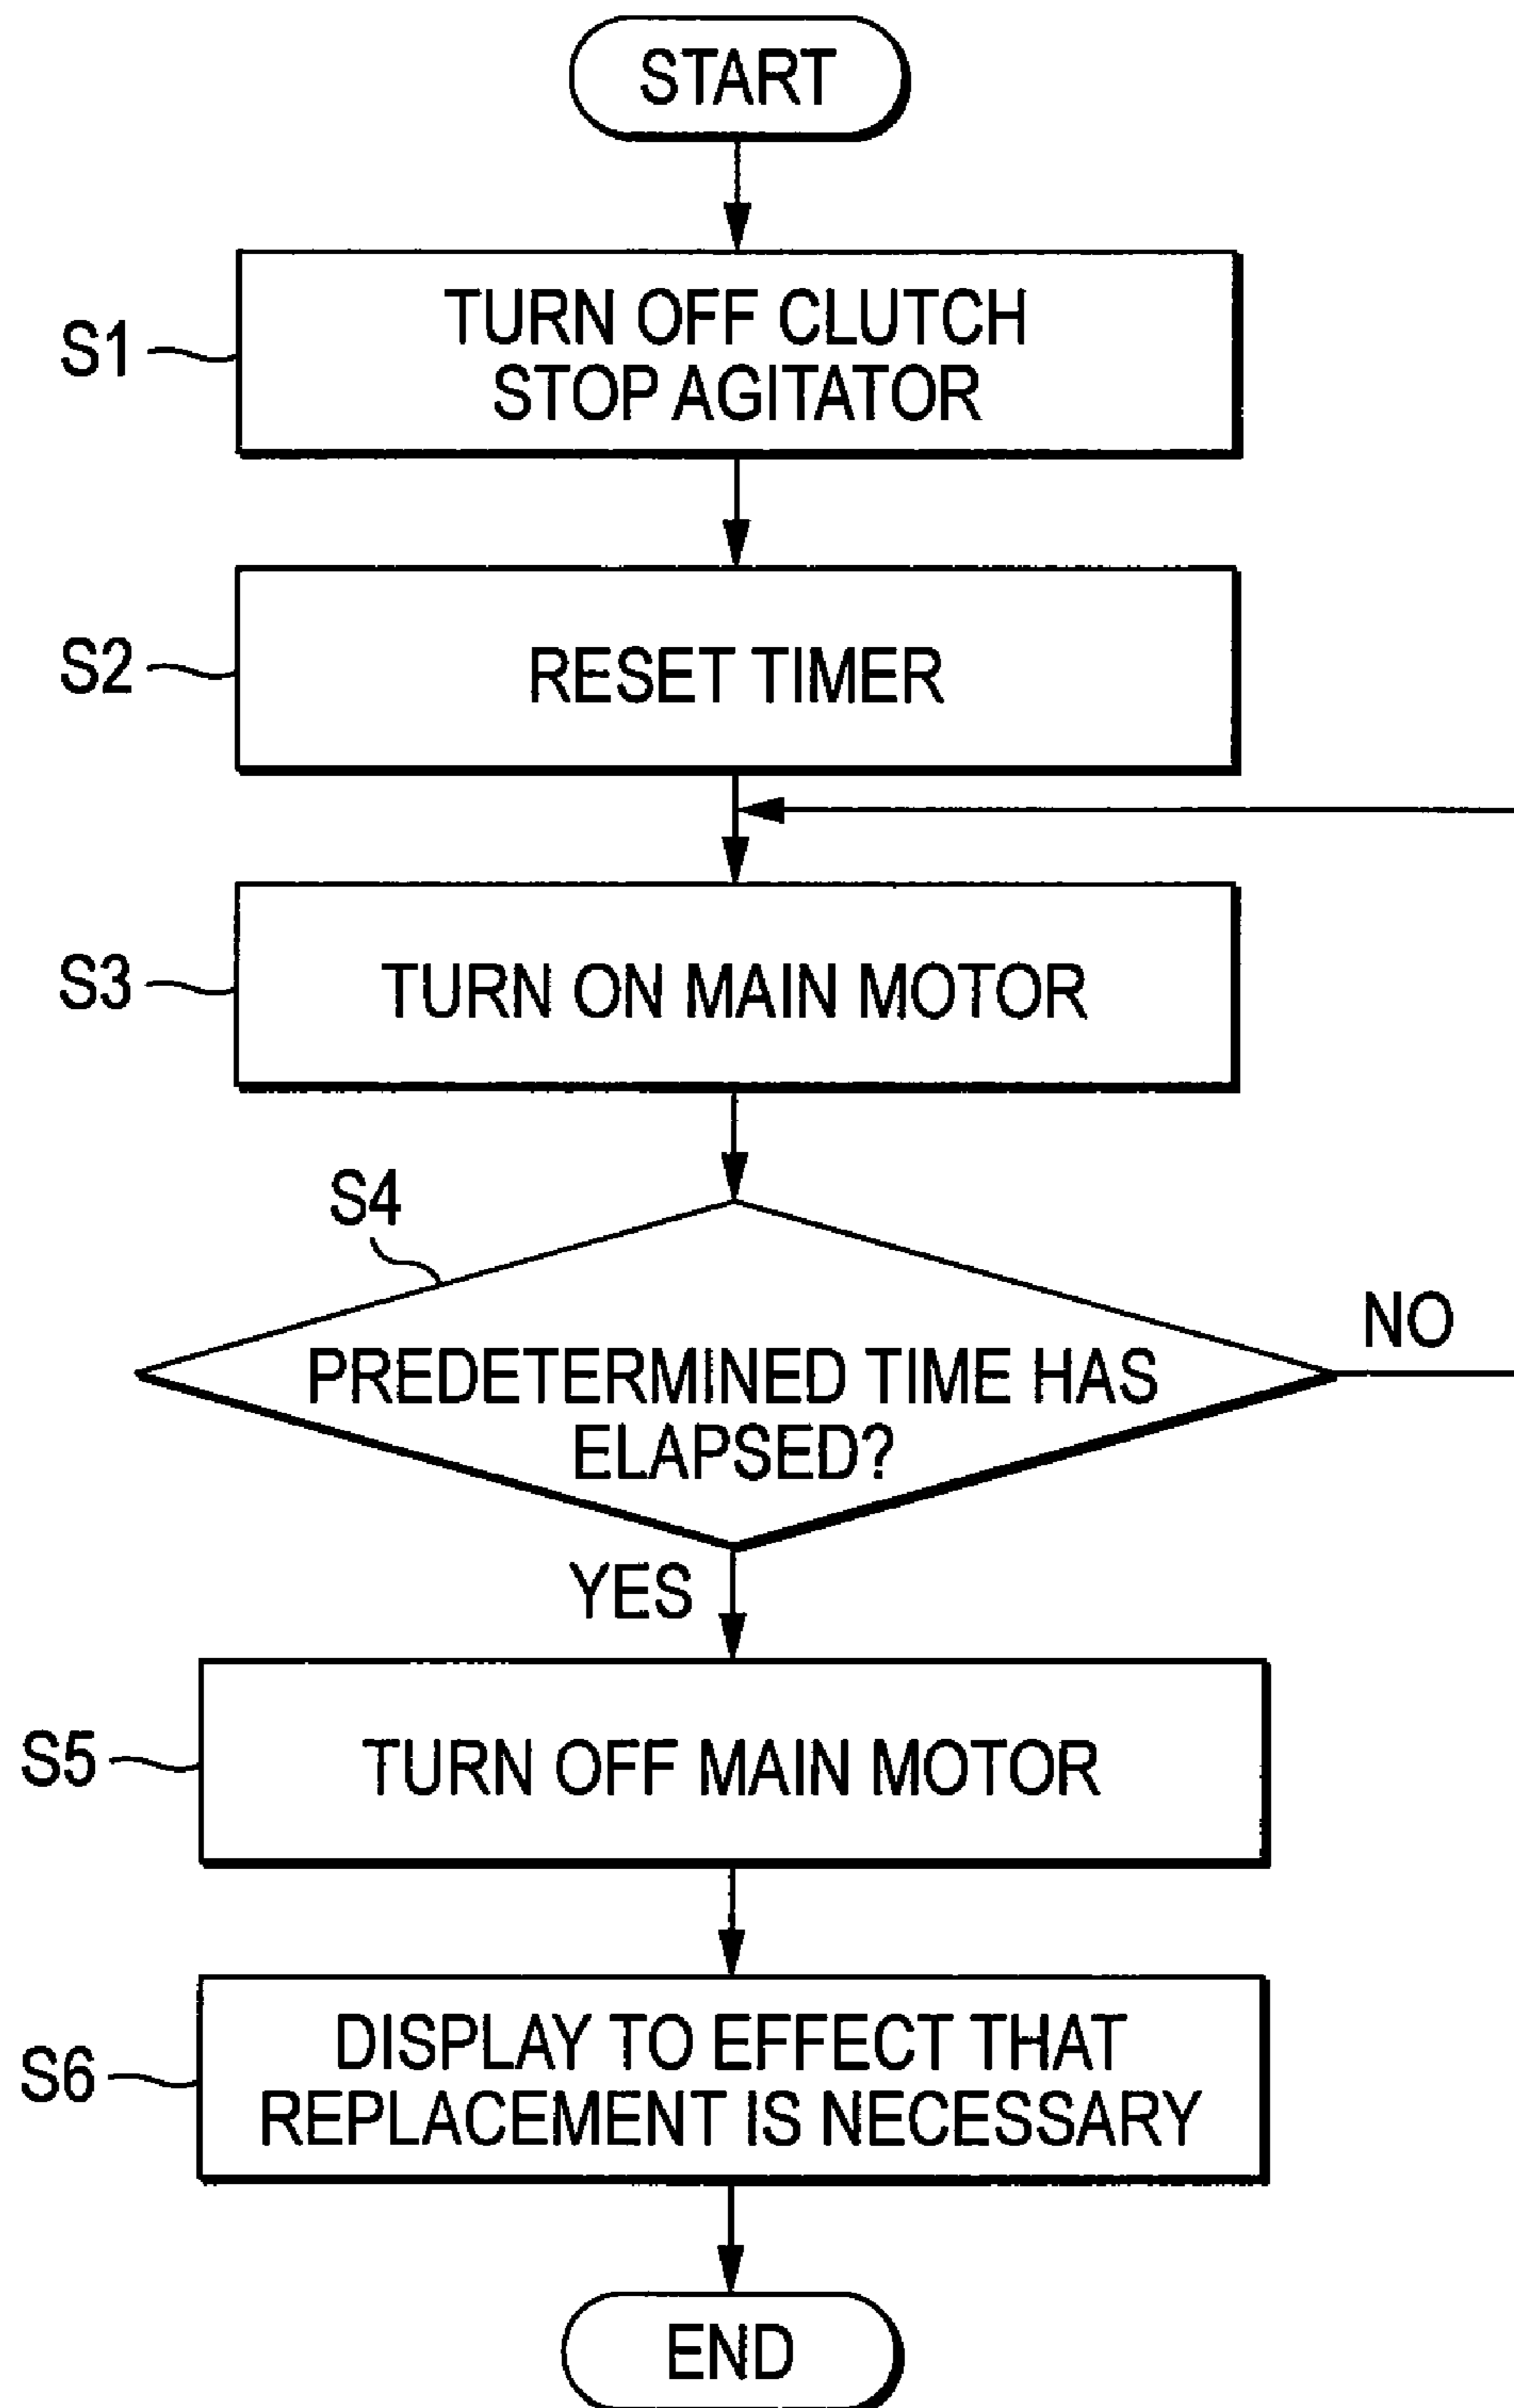 START
S1
TURN OFF CLUTCH
STOP AGITATOR
S2
RESET TIMER
S3
TURN ON MAIN MOTOR
S4
PREDETERMINED TIME HAS
ELAPSED?
NO
YES
S5
TURN OFF MAIN MOTOR
S6
DISPLAY TO EFFECT THAT
REPLACEMENT IS NECESSARY
END